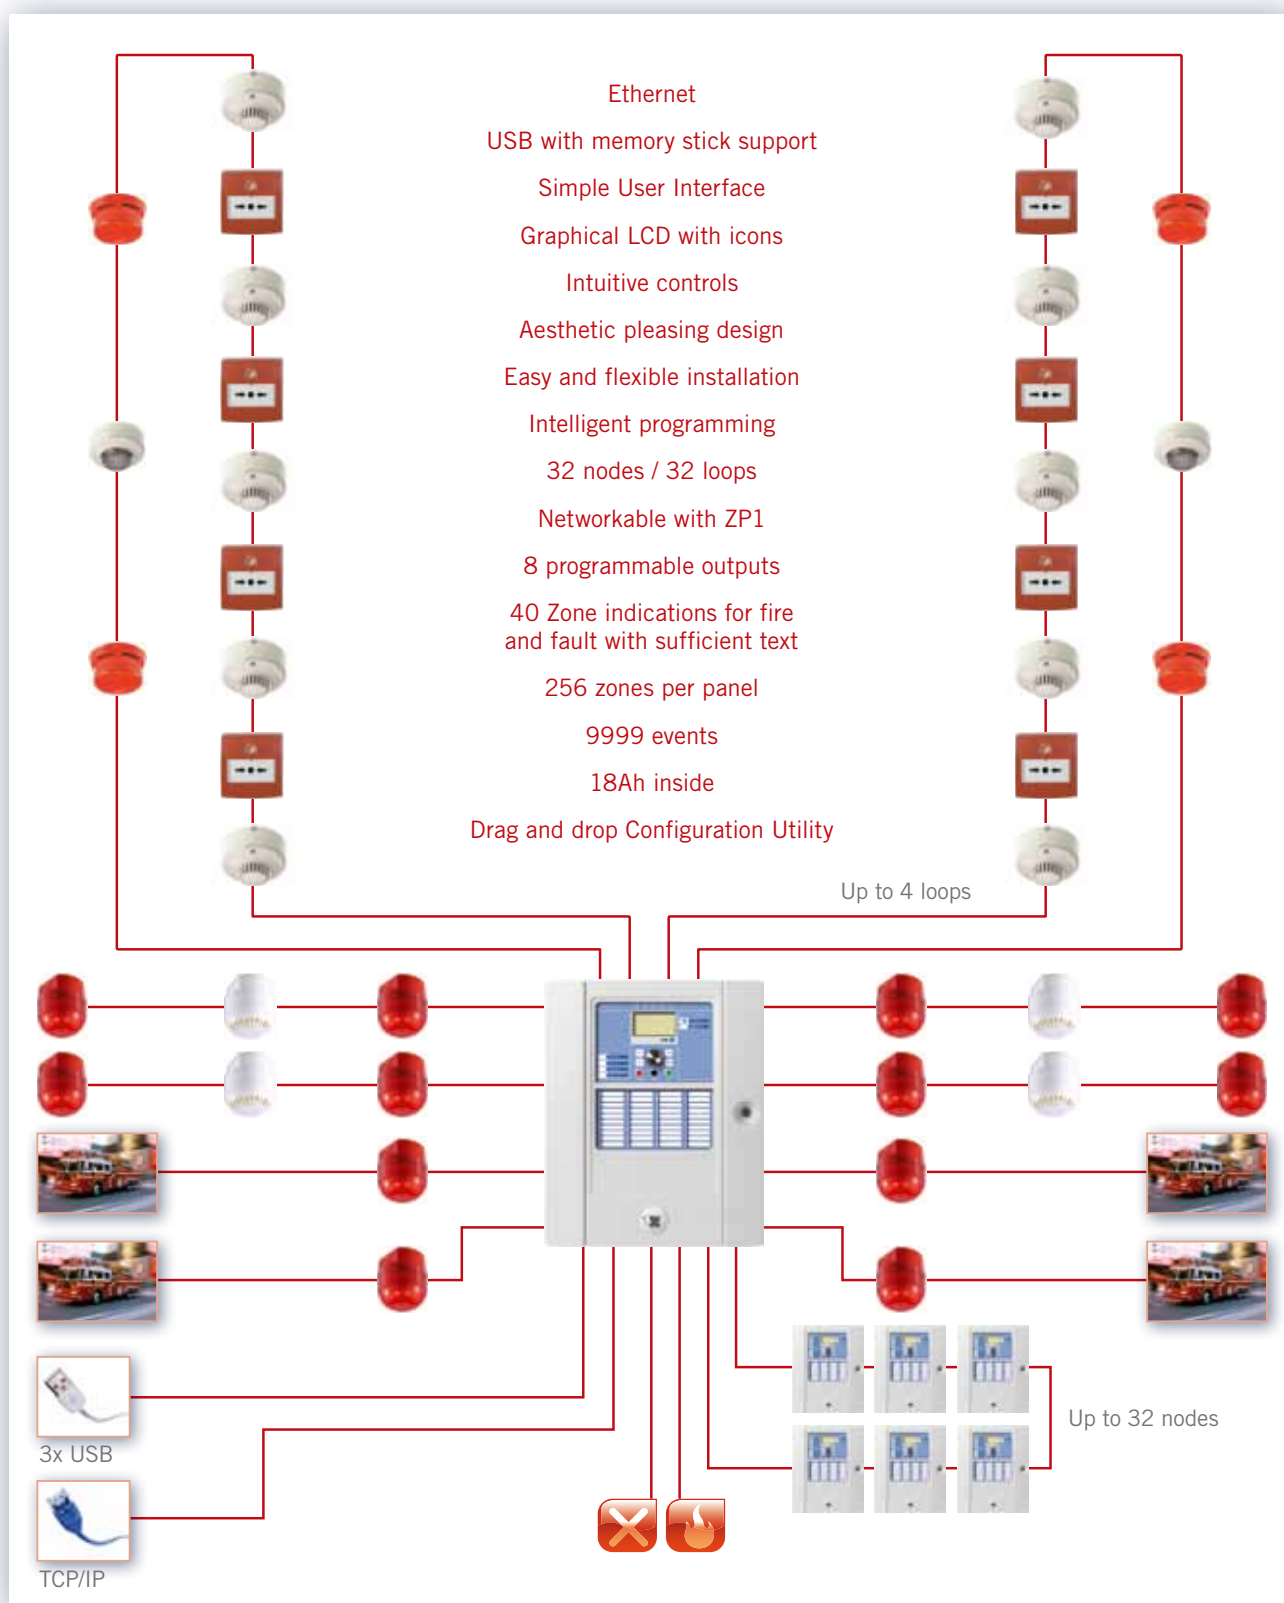 Ethernet
USB with memory stick support
Simple User Interface
Graphical LCD with icons
Intuitive controls
Aesthetic pleasing design
Easy and flexible installation
Intelligent programming
32 nodes / 32 loops
Networkable with ZP1
8 programmable outputs
40 Zone indications for fire
and fault with sufficient text
256 zones per panel
9999 events
18Ah inside
Drag and drop Configuration Utility
Up to 4 loops
Up to 32 nodes
3x USB
TCP/IP